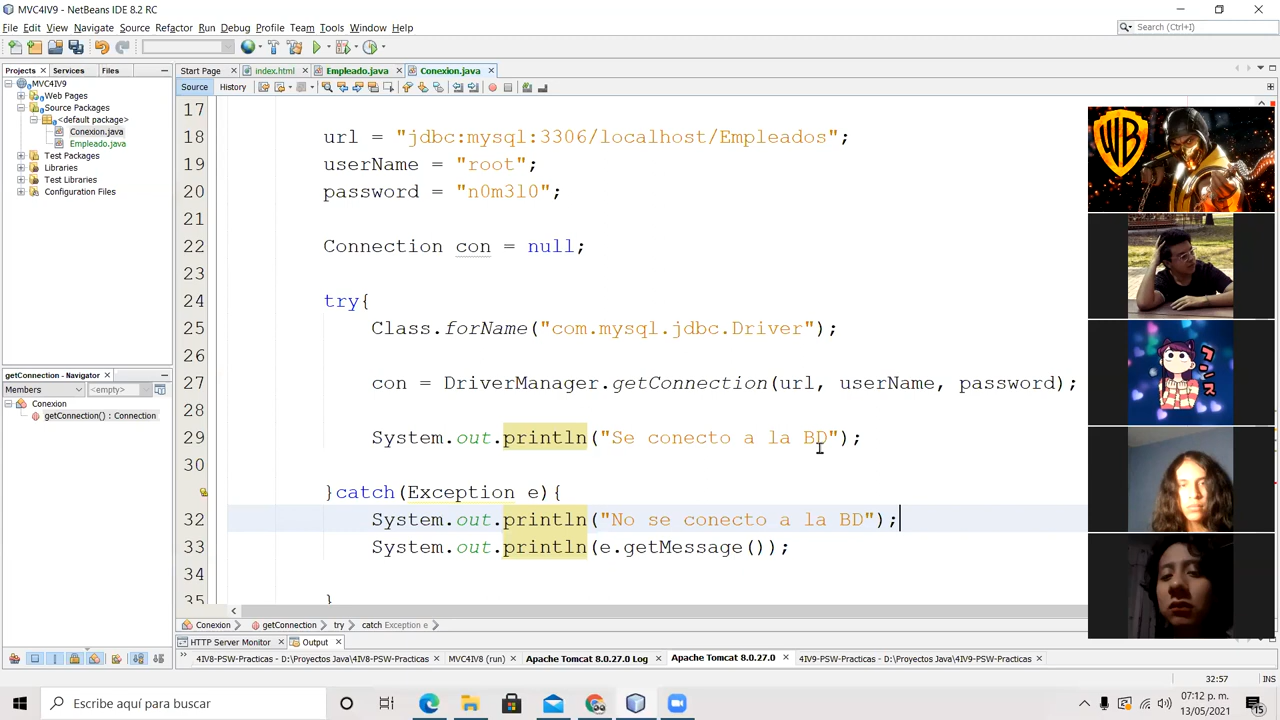 MVC4IV9 - NetBeans IDE 8.2 RC
File Edit View Navigate Source Refactor Run Debug Profile Team Tools Window Help
Search (Ctrl+I)
Projects Services Files
Start Page index.html Empleado.java Conexion.java
MVC4IV9
Web Pages
Source Packages
<default package>
Conexion.java
Empleado.java
Test Packages
Libraries
Test Libraries
Configuration Files
Source History
17
18 url = "jdbc:mysql:3306/localhost/Empleados";
19 userName = "root";
20 password = "n0m3l0";
21
22 Connection con = null;
23
24 try{
25 Class.forName("com.mysql.jdbc.Driver");
26
27 con = DriverManager.getConnection(url, userName, password);
28
29 System.out.println("Se conecto a la BD");
30
}catch(Exception e){
32 System.out.println("No se conecto a la BD");
33 System.out.println(e.getMessage());
34
35 }
getConnection - Navigator
Members <empty>
Conexion
getConnection() : Connection
Conexion getConnection try catch Exception e
HTTP Server Monitor Output
4IV8-PSW-Practicas - D:\Proyectos Java\4IV8-PSW-Practicas MVC4IV8 (run) Apache Tomcat 8.0.27.0 Log Apache Tomcat 8.0.27.0 4IV9-PSW-Practicas - D:\Proyectos Java\4IV9-PSW-Practicas
32:57 INS
Escribe aquí para buscar
07:12 p. m.
13/05/2021
15
WB
フンス